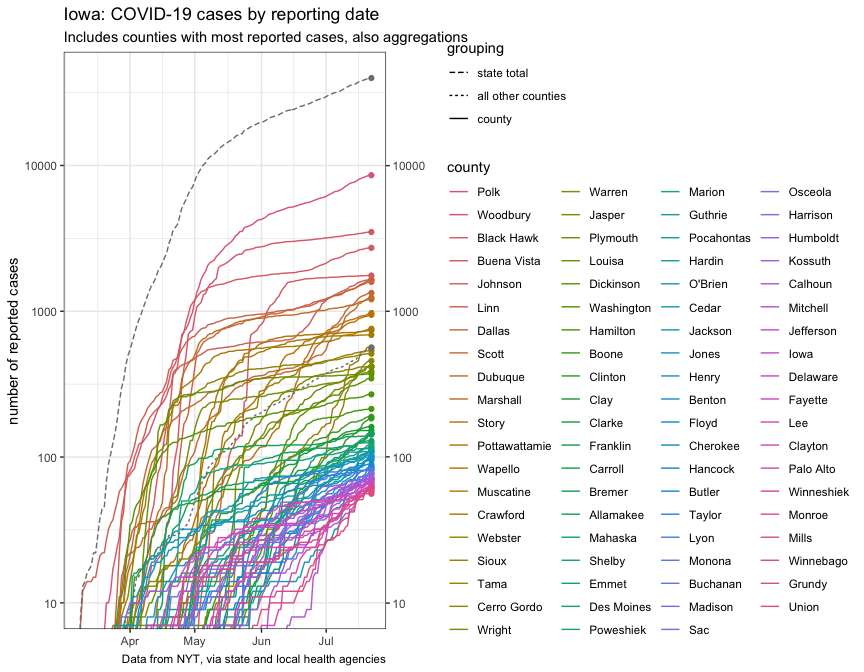 Iowa: COVID-19 cases by reporting date
Includes counties with most reported cases, also aggregations
grouping
state total
all other counties
county
county
Polk Warren Marion Osceola
Woodbury Jasper Guthrie Harrison
Black Hawk Plymouth Pocahontas Humboldt
Buena Vista Louisa Hardin Kossuth
Johnson Dickinson O'Brien Calhoun
Linn Washington Cedar Mitchell
Dallas Hamilton Jackson Jefferson
Scott Boone Jones Iowa
Dubuque Clinton Henry Delaware
Marshall Clay Benton Fayette
Story Clarke Floyd Lee
Pottawattamie Franklin Cherokee Clayton
Wapello Carroll Hancock Palo Alto
Muscatine Bremer Butler Winneshiek
Crawford Allamakee Taylor Monroe
Webster Mahaska Lyon Mills
Sioux Shelby Monona Winnebago
Tama Emmet Buchanan Grundy
Cerro Gordo Des Moines Madison Union
Wright Poweshiek Sac
number of reported cases
10000 10000
1000 1000
100 100
10 10
Apr May Jun Jul
Data from NYT, via state and local health agencies